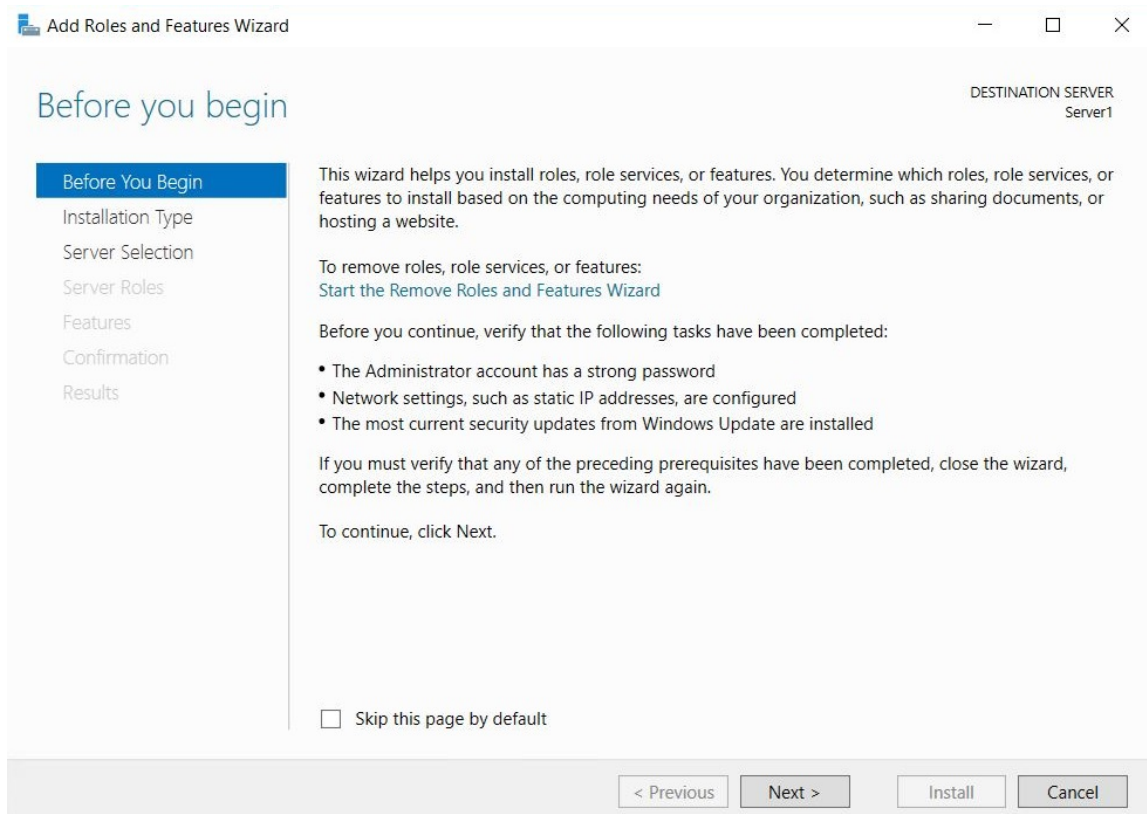 Add Roles and Features Wizard
Before you begin
DESTINATION SERVER
Server1
Before You Begin
Installation Type
Server Selection
Server Roles
Features
Confirmation
Results
This wizard helps you install roles, role services, or features. You determine which roles, role services, or
features to install based on the computing needs of your organization, such as sharing documents, or
hosting a website.
To remove roles, role services, or features:
Start the Remove Roles and Features Wizard
Before you continue, verify that the following tasks have been completed:
• The Administrator account has a strong password
• Network settings, such as static IP addresses, are configured
• The most current security updates from Windows Update are installed
If you must verify that any of the preceding prerequisites have been completed, close the wizard,
complete the steps, and then run the wizard again.
To continue, click Next.
Skip this page by default
< Previous
Next >
Install
Cancel